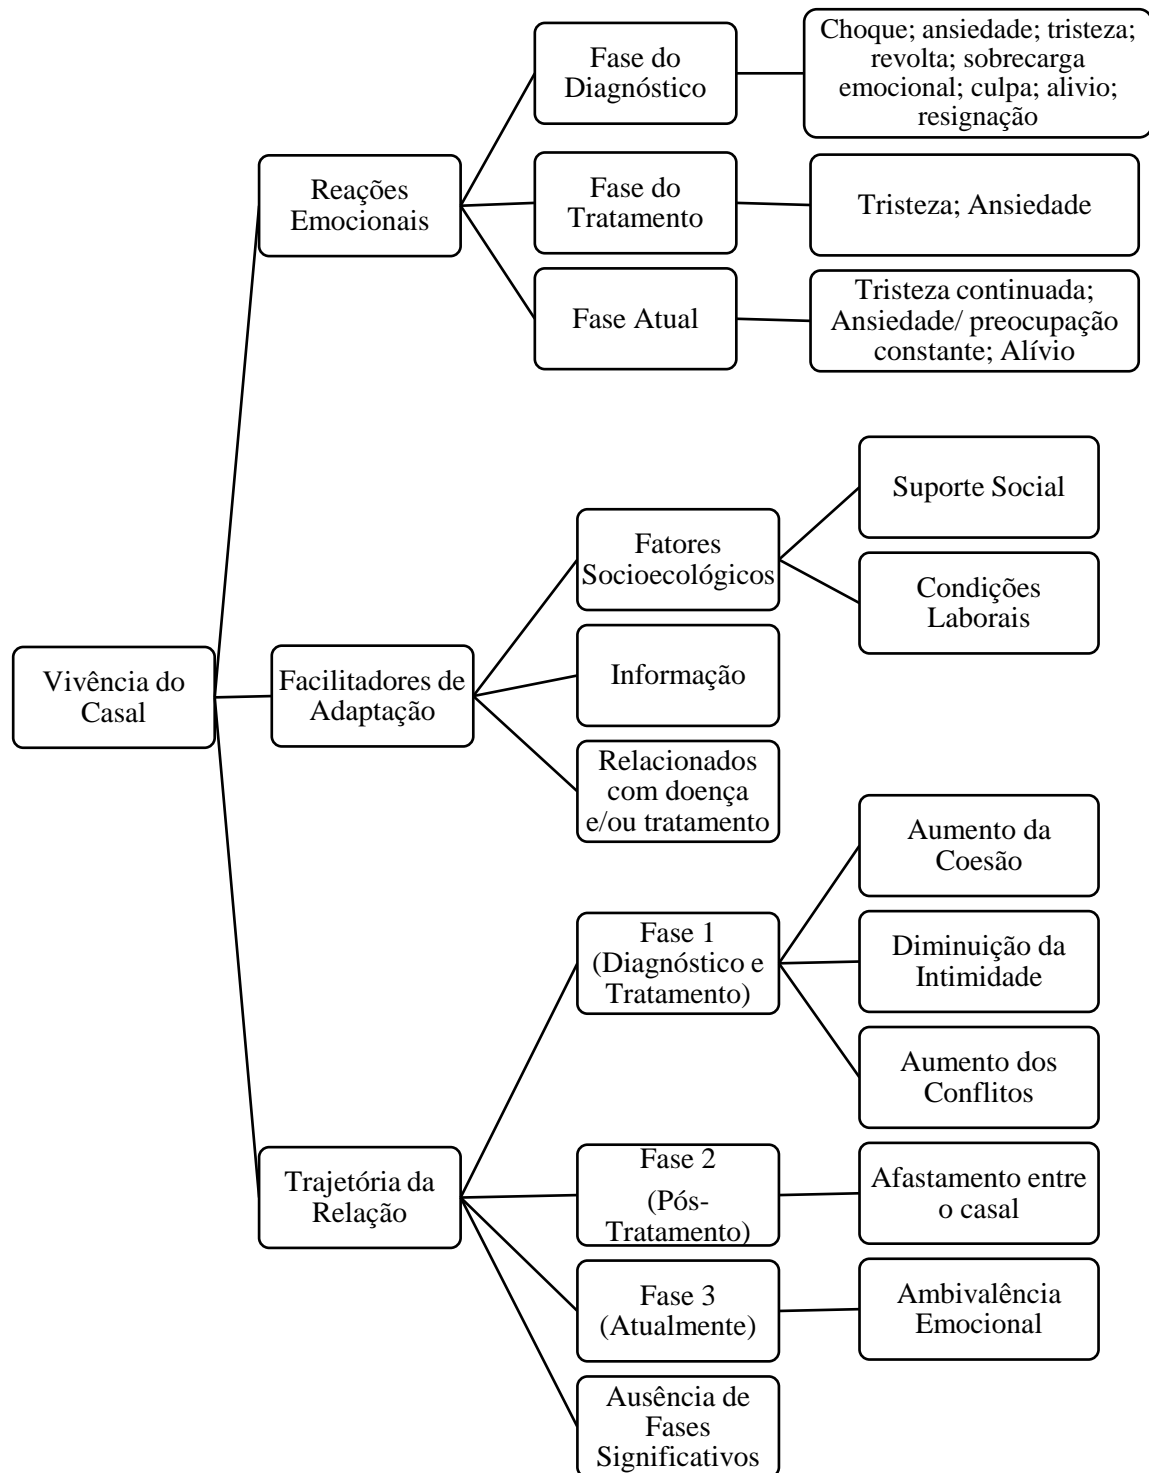 Vivência do
Casal
Reações
Emocionais
Fase do
Diagnóstico
Choque; ansiedade; tristeza;
revolta; sobrecarga
emocional; culpa; alivio;
resignação
Fase do
Tratamento
Tristeza; Ansiedade
Fase Atual
Tristeza continuada;
Ansiedade/ preocupação
constante; Alívio
Facilitadores de
Adaptação
Fatores
Socioecológicos
Suporte Social
Condições
Laborais
Informação
Relacionados
com doença
e/ou tratamento
Trajetória da
Relação
Fase 1
(Diagnóstico e
Tratamento)
Aumento da
Coesão
Diminuição da
Intimidade
Aumento dos
Conflitos
Fase 2
(Pós-
Tratamento)
Afastamento entre
o casal
Fase 3
(Atualmente)
Ambivalência
Emocional
Ausência de
Fases
Significativos